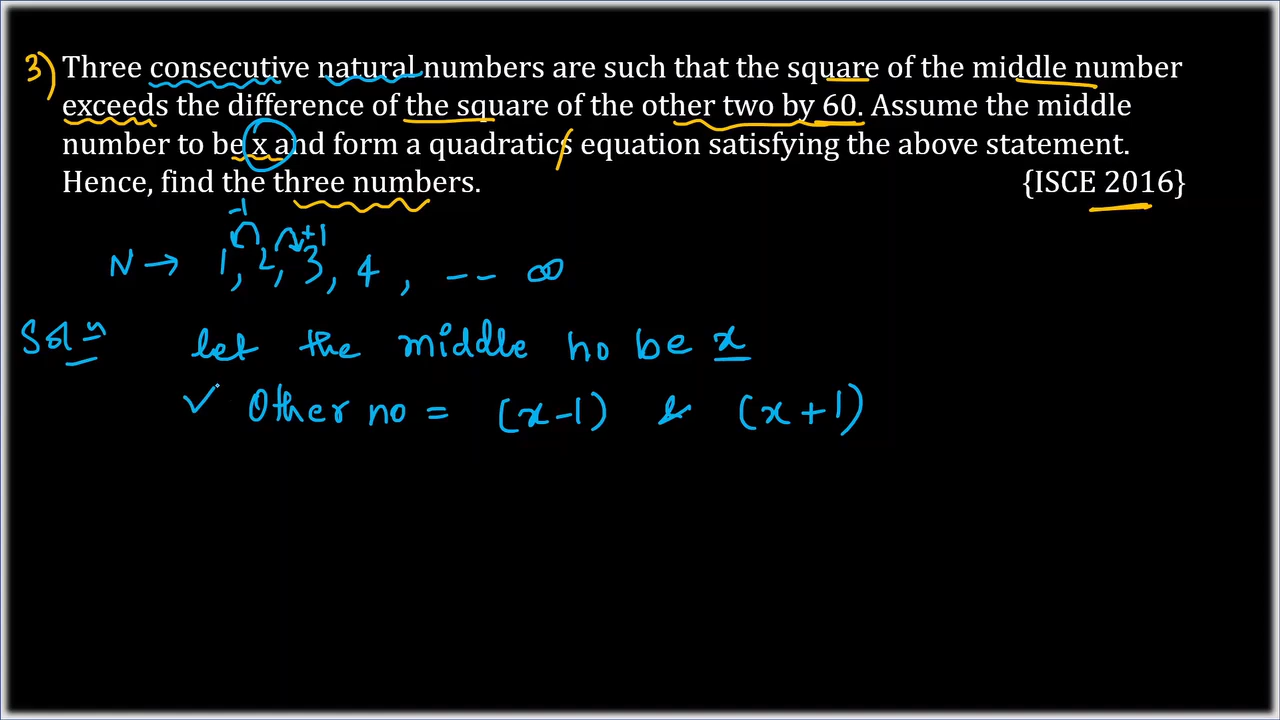 3) Three consecutive natural numbers are such that the square of the middle number
exceeds the difference of the square of the other two by 60. Assume the middle
number to be x and form a quadratics equation satisfying the above statement.
Hence, find the three numbers. {ISCE 2016}
-1 +1
N → 1, 2, 3, 4, -- ∞
Solⁿ let the middle no be x
✓ Other no = (x-1) & (x+1)